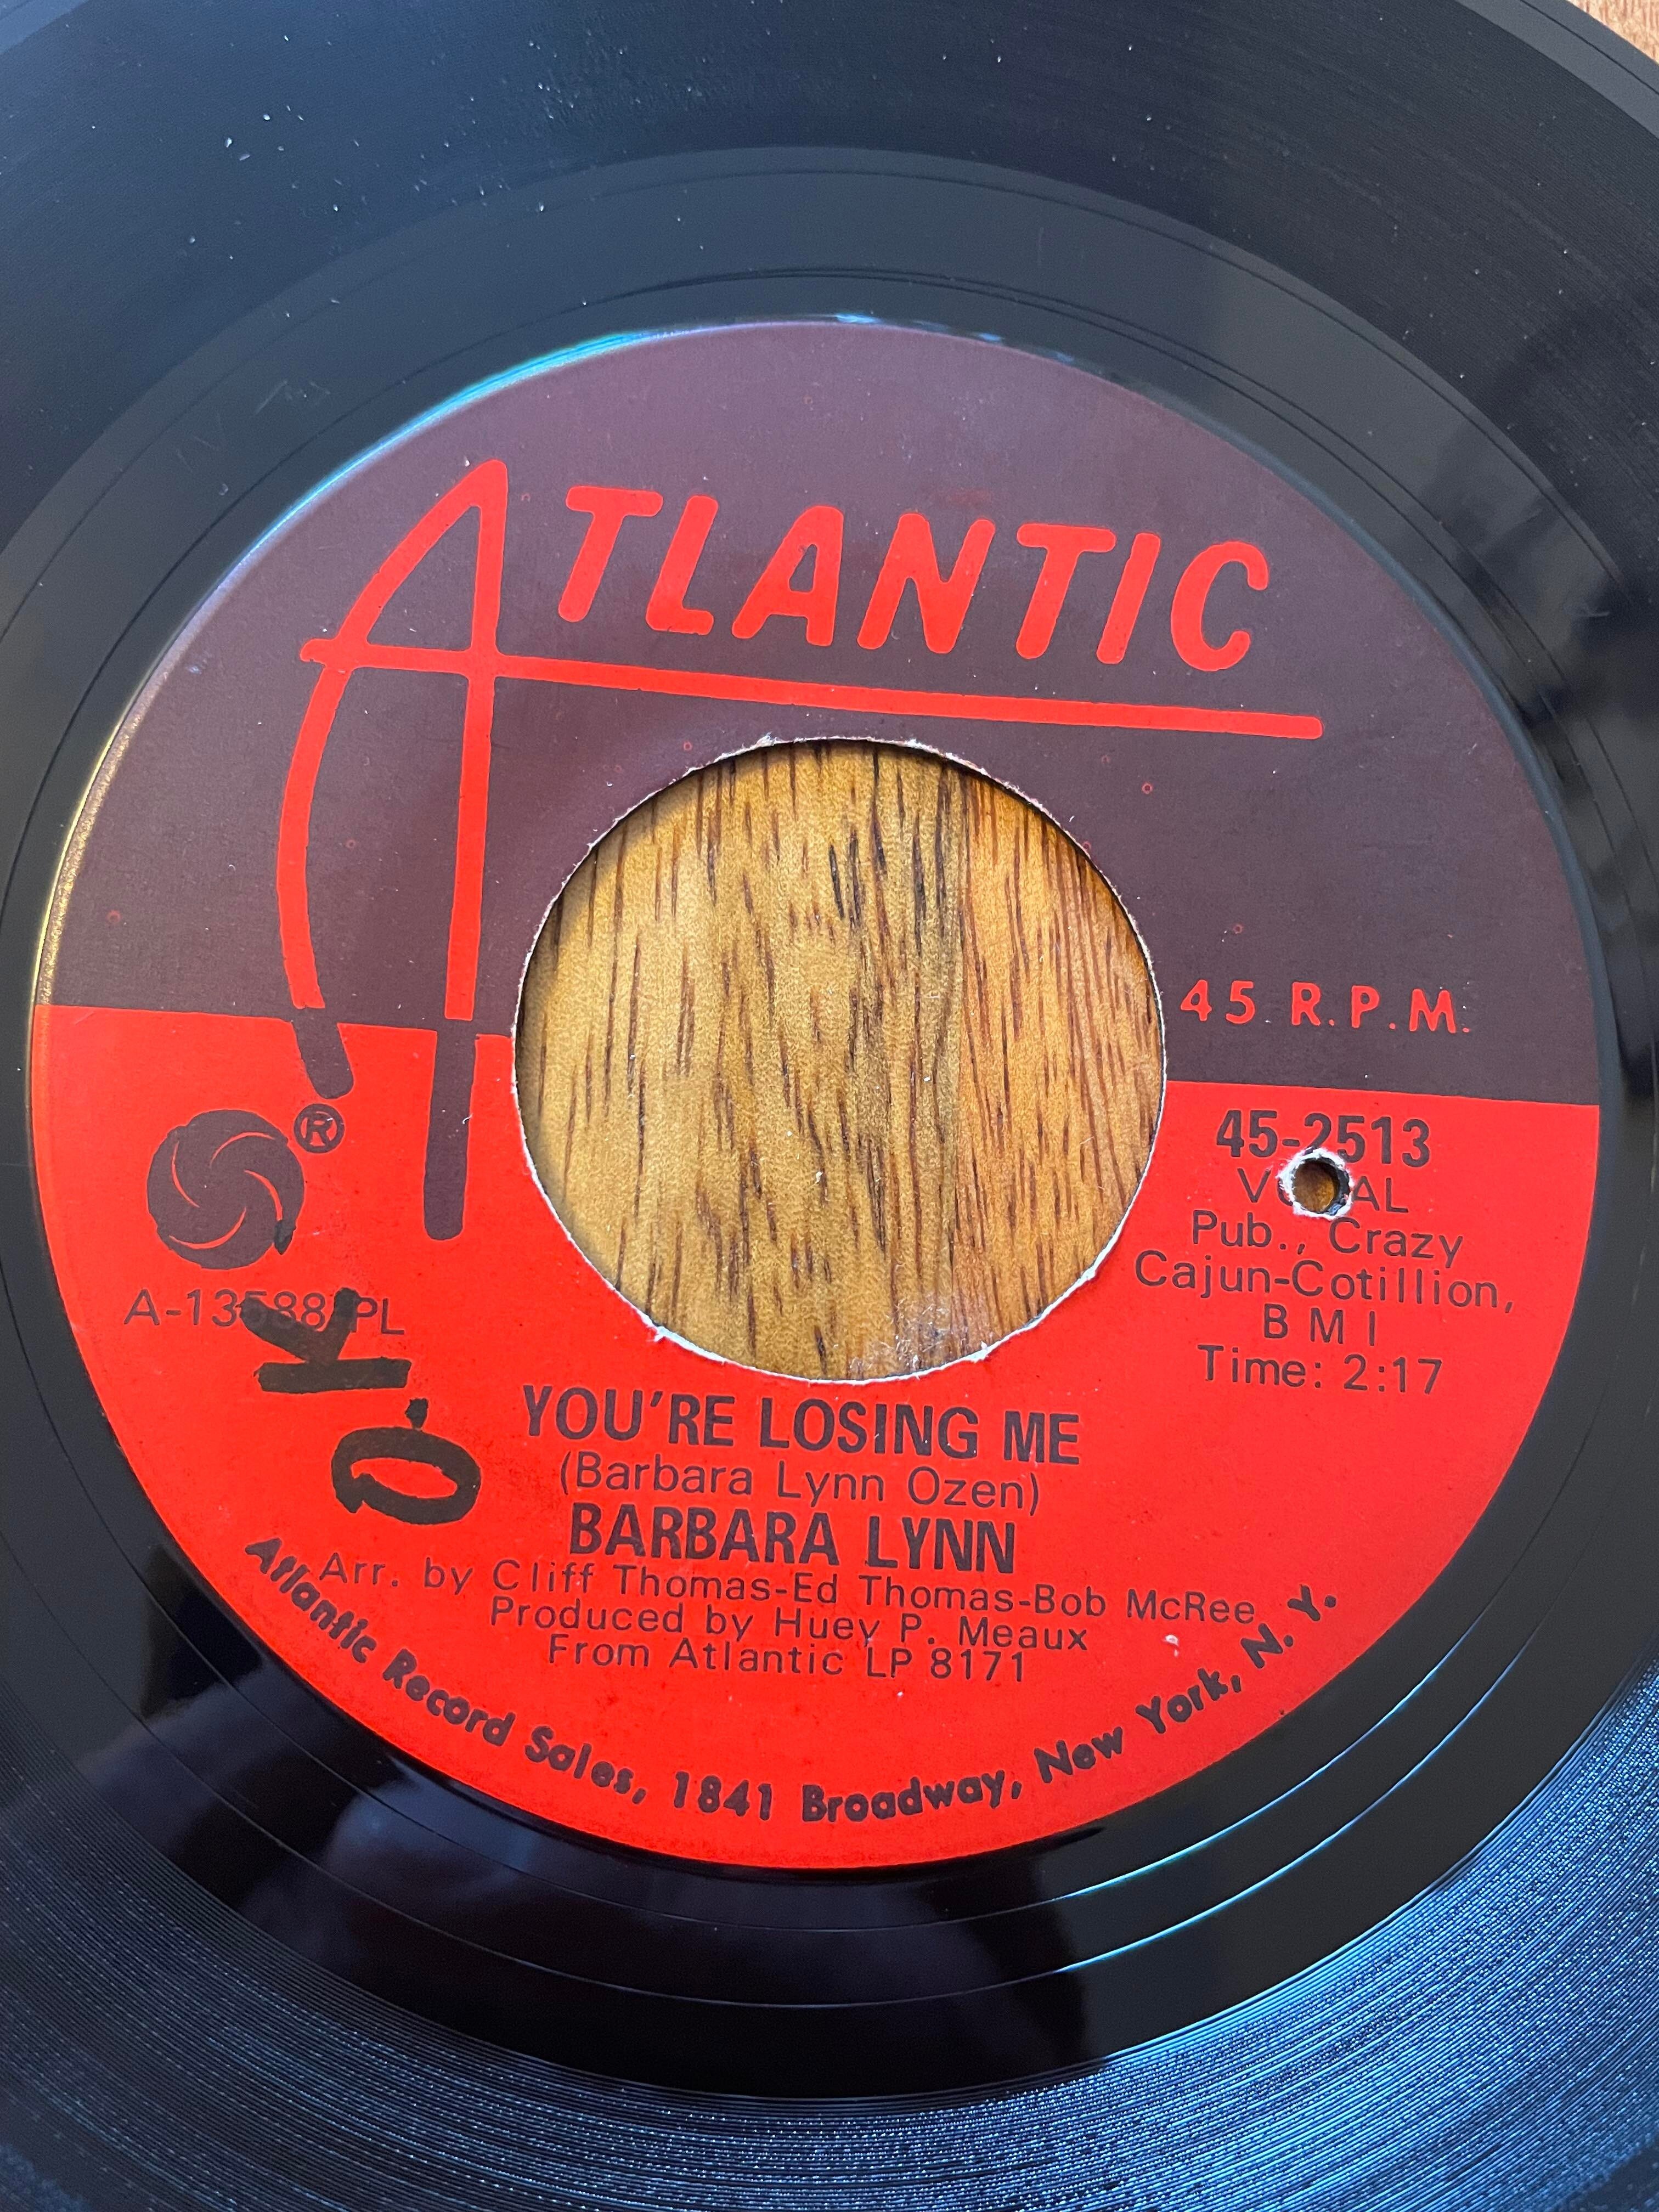 ATLANTIC
45 R.P.M.
®
45-2513
Pub., Crazy
Cajun-Cotillion,
BMI
Time: 2:17
O.K
YOU'RE LOSING ME
(Barbara Lynn Ozen)
BARBARA LYNN
Arr. by Cliff Thomas-Ed Thomas-Bob McRee
Produced by Huey P. Meaux
From Atlantic LP 8171
Atlantic Record Sales, 1841 Broadway, New York, N.Y.